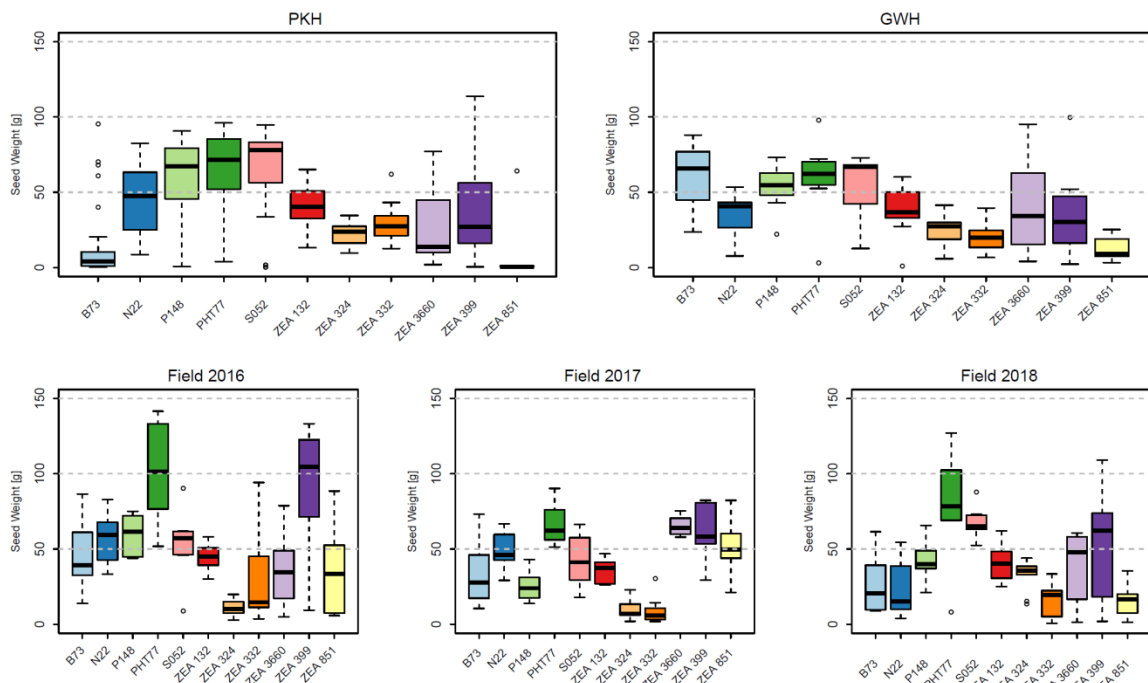 PKH
Seed Weight [g]
150
100
50
0
B73
N22
P148
PHT77
S052
ZEA 132
ZEA 324
ZEA 332
ZEA 3660
ZEA 399
ZEA 851
GWH
Seed Weight [g]
150
100
50
0
B73
N22
P148
PHT77
S052
ZEA 132
ZEA 324
ZEA 332
ZEA 3660
ZEA 399
ZEA 851
Field 2016
Seed Weight [g]
150
100
50
0
B73
N22
P148
PHT77
S052
ZEA 132
ZEA 324
ZEA 332
ZEA 3660
ZEA 399
ZEA 851
Field 2017
Seed Weight [g]
150
100
50
0
B73
N22
P148
PHT77
S052
ZEA 132
ZEA 324
ZEA 332
ZEA 3660
ZEA 399
ZEA 851
Field 2018
Seed Weight [g]
150
100
50
0
B73
N22
P148
PHT77
S052
ZEA 132
ZEA 324
ZEA 332
ZEA 3660
ZEA 399
ZEA 851